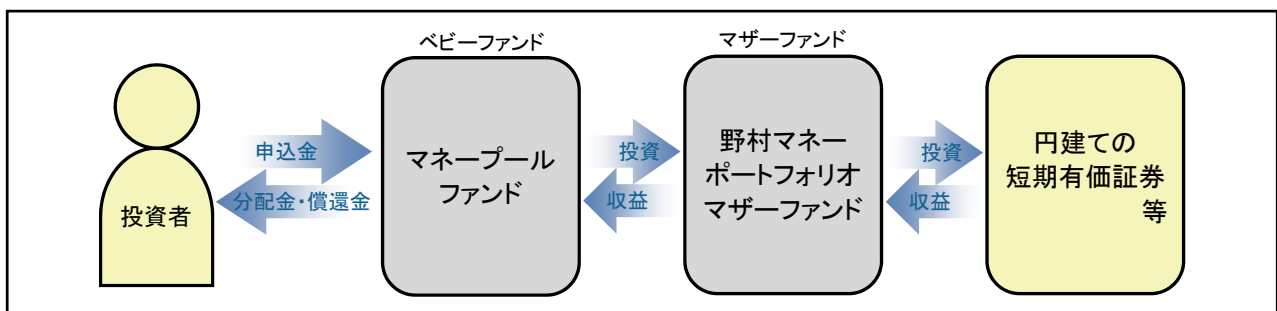 ベビーファンド
マザーファンド
投資者
申込金
分配金・償還金
マネープール
ファンド
投資
収益
野村マネー
ポートフォリオ
マザーファンド
投資
収益
円建ての
短期有価証券
等